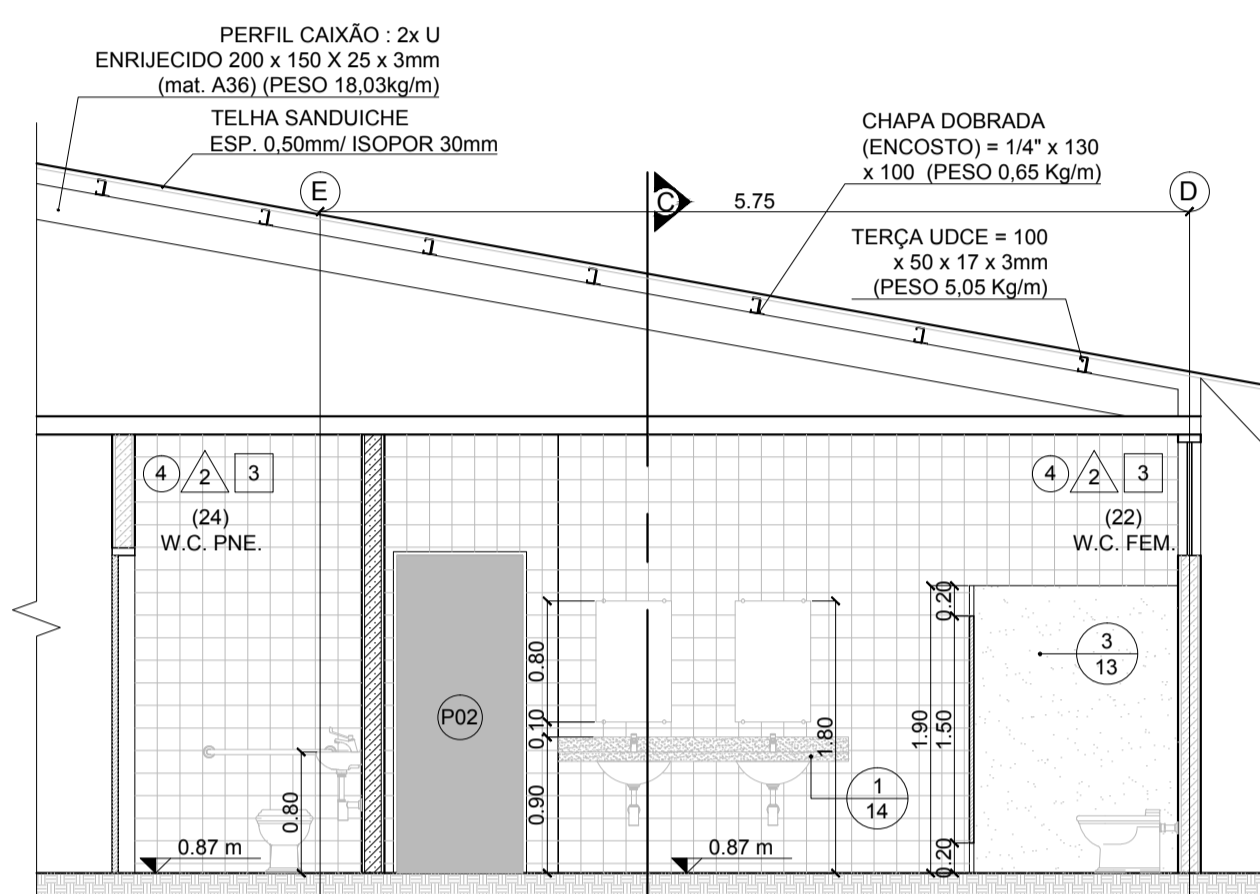 PERFIL CAIXÃO : 2x U
ENRIJECIDO 200 x 150 X 25 x 3mm
(mat. A36) (PESO 18,03kg/m)
TELHA SANDUICHE
ESP. 0,50mm/ ISOPOR 30mm
CHAPA DOBRADA
(ENCOSTO) = 1/4" x 130
x 100 (PESO 0,65 Kg/m)
E
C
5.75
D
TERÇA UDCE = 100
x 50 x 17 x 3mm
(PESO 5,05 Kg/m)
4 2 3
(24)
W.C. PNE.
4 2 3
(22)
W.C. FEM.
0.20
0.80
3
13
P02
0.10
1.80
1.90
1.50
1
14
0.80
0.90
0.87 m
0.87 m
0.20